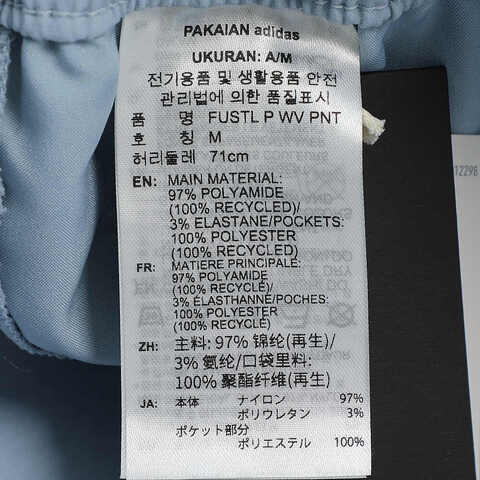 PAKAIAN adidas
UKURAN: A/M
전기용품 및 생활용품 안전
관리법에 의한 품질표시
품 명 FUSTL P WV PNT
호 칭 M
허리둘레 71cm
EN: MAIN MATERIAL:
97% POLYAMIDE
(100% RECYCLED)/
3% ELASTANE/POCKETS:
100% POLYESTER
(100% RECYCLED)
FR: MATIERE PRINCIPALE:
97% POLYAMIDE
(100% RECYCLÉ)/
3% ÉLASTHANNE/POCHES:
100% POLYESTER
(100% RECYCLÉ)
ZH: 主料: 97% 锦纶(再生)/
3% 氨纶/口袋里料:
100% 聚酯纤维(再生)
JA: 本体 ナイロン 97%
ポリウレタン 3%
ポケット部分
ポリエステル 100%
12298